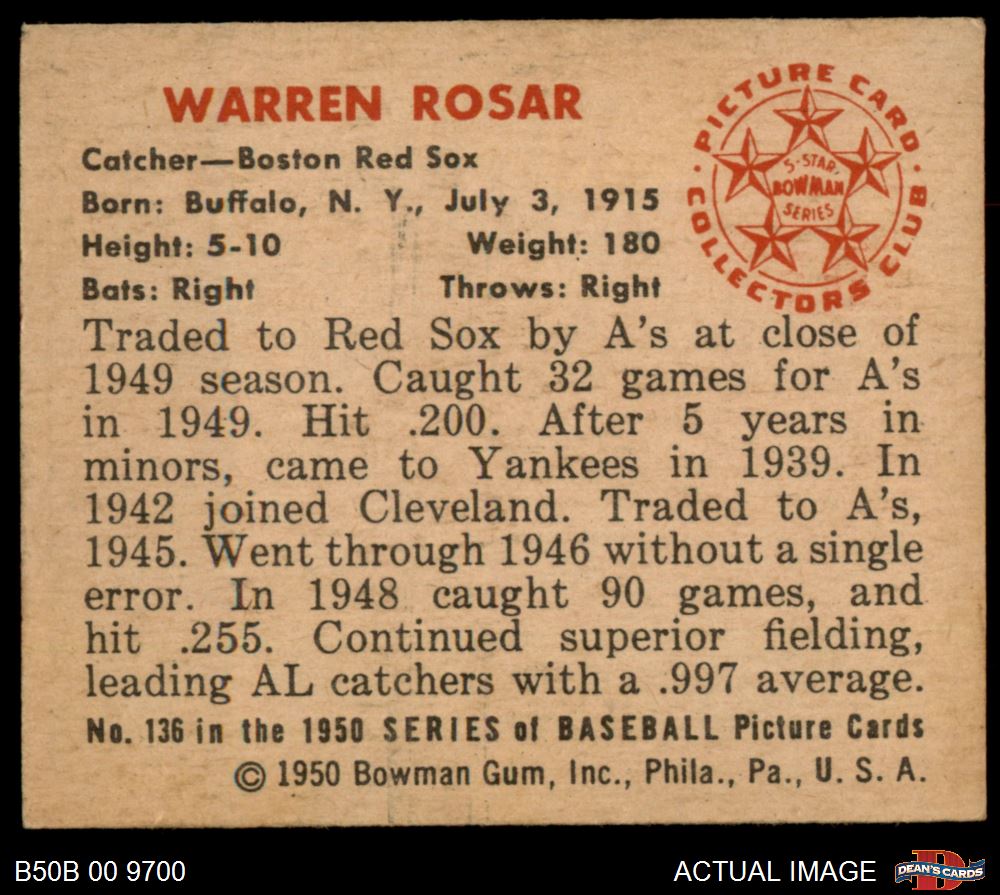 WARREN ROSAR
Catcher—Boston Red Sox
Born: Buffalo, N. Y., July 3, 1915
Height: 5-10 Weight: 180
Bats: Right Throws: Right
PICTURE CARD COLLECTORS CLUB
5-STAR
BOWMAN
SERIES
Traded to Red Sox by A's at close of
1949 season. Caught 32 games for A's
in 1949. Hit .200. After 5 years in
minors, came to Yankees in 1939. In
1942 joined Cleveland. Traded to A's,
1945. Went through 1946 without a single
error. In 1948 caught 90 games, and
hit .255. Continued superior fielding,
leading AL catchers with a .997 average.
No. 136 in the 1950 SERIES of BASEBALL Picture Cards
© 1950 Bowman Gum, Inc., Phila., Pa., U. S. A.
B50B 00 9700
ACTUAL IMAGE
D
DEAN'S CARDS